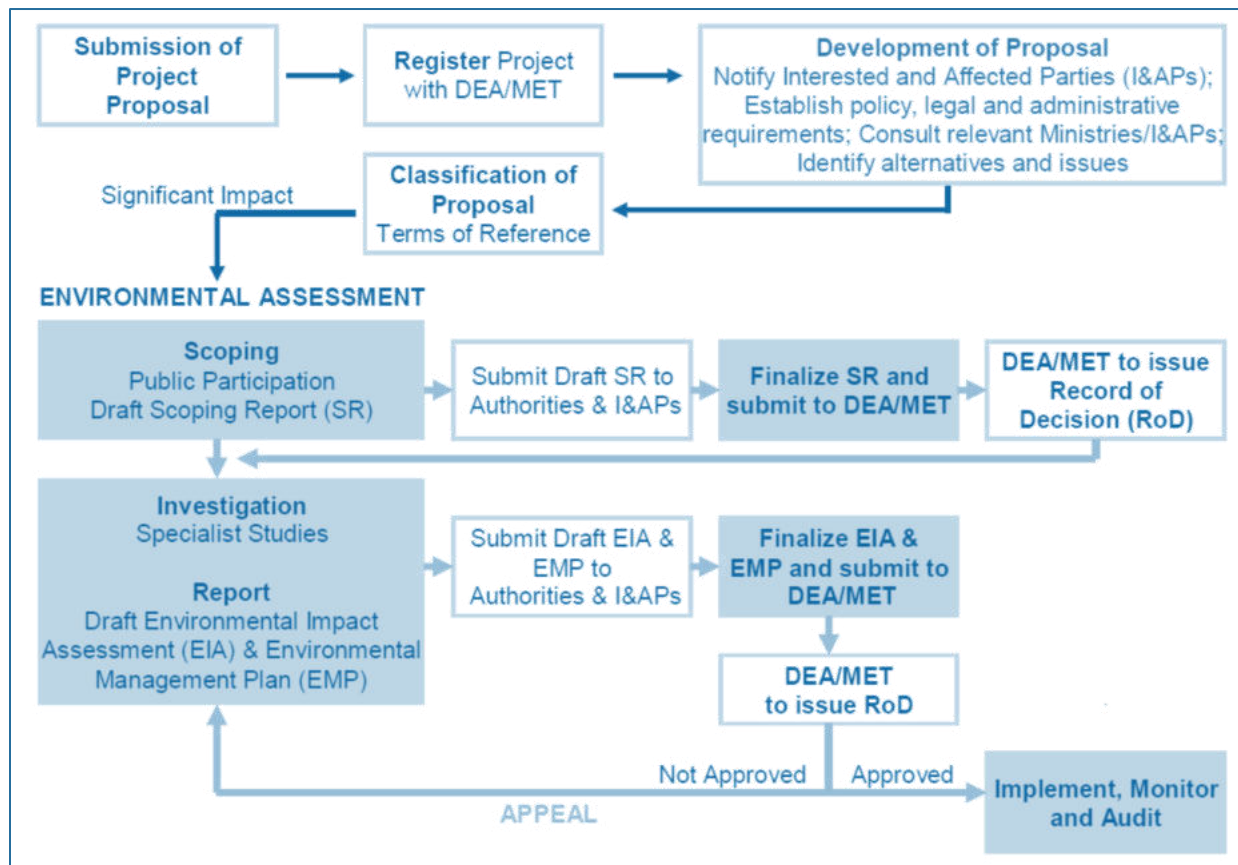 Submission of
Project
Proposal
Register Project
with DEA/MET
Development of Proposal
Notify Interested and Affected Parties (I&APs);
Establish policy, legal and administrative
requirements; Consult relevant Ministries/I&APs;
Identify alternatives and issues
Significant Impact
Classification of
Proposal
Terms of Reference
ENVIRONMENTAL ASSESSMENT
Scoping
Public Participation
Draft Scoping Report (SR)
Submit Draft SR to
Authorities & I&APs
Finalize SR and
submit to DEA/MET
DEA/MET to issue
Record of
Decision (RoD)
Investigation
Specialist Studies
Report
Draft Environmental Impact
Assessment (EIA) & Environmental
Management Plan (EMP)
Submit Draft EIA &
EMP to
Authorities & I&APs
Finalize EIA &
EMP and submit to
DEA/MET
DEA/MET
to issue RoD
Not Approved
Approved
APPEAL
Implement, Monitor
and Audit